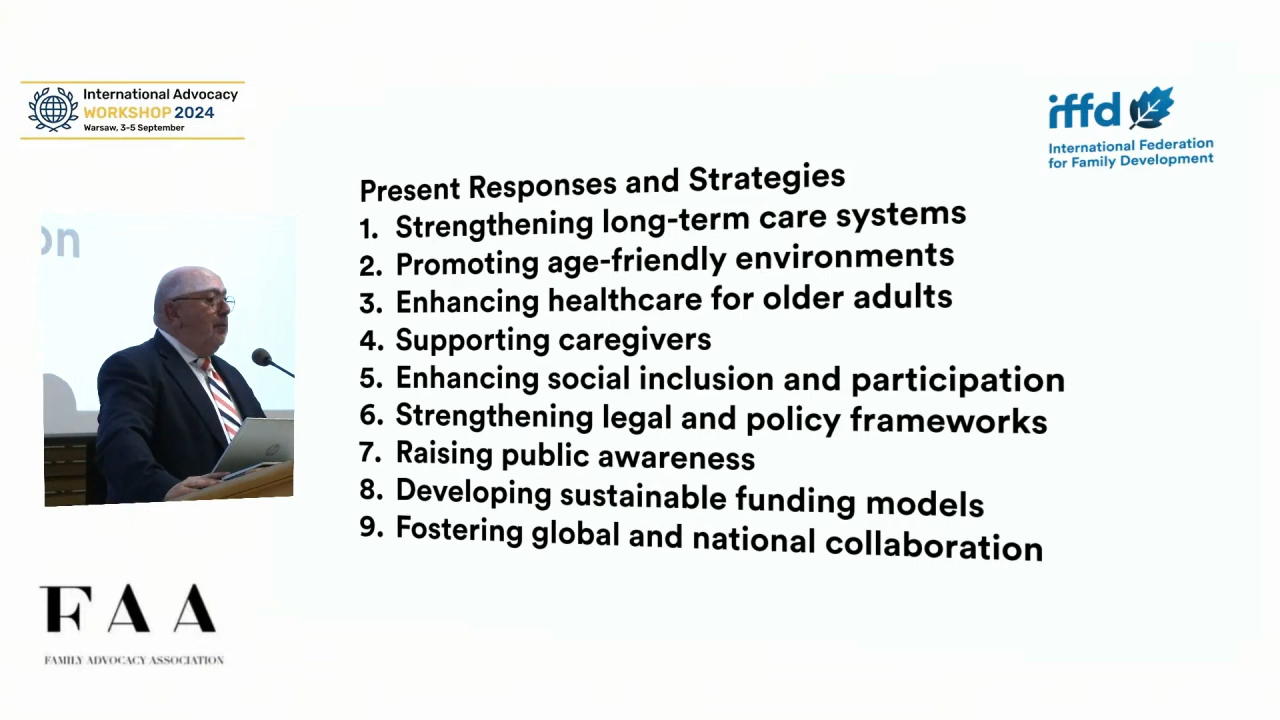 International Advocacy
WORKSHOP 2024
Warsaw, 3-5 September
iffd
International Federation
for Family Development
on
Present Responses and Strategies
1. Strengthening long-term care systems
2. Promoting age-friendly environments
3. Enhancing healthcare for older adults
4. Supporting caregivers
5. Enhancing social inclusion and participation
6. Strengthening legal and policy frameworks
7. Raising public awareness
8. Developing sustainable funding models
9. Fostering global and national collaboration
FAA
FAMILY ADVOCACY ASSOCIATION